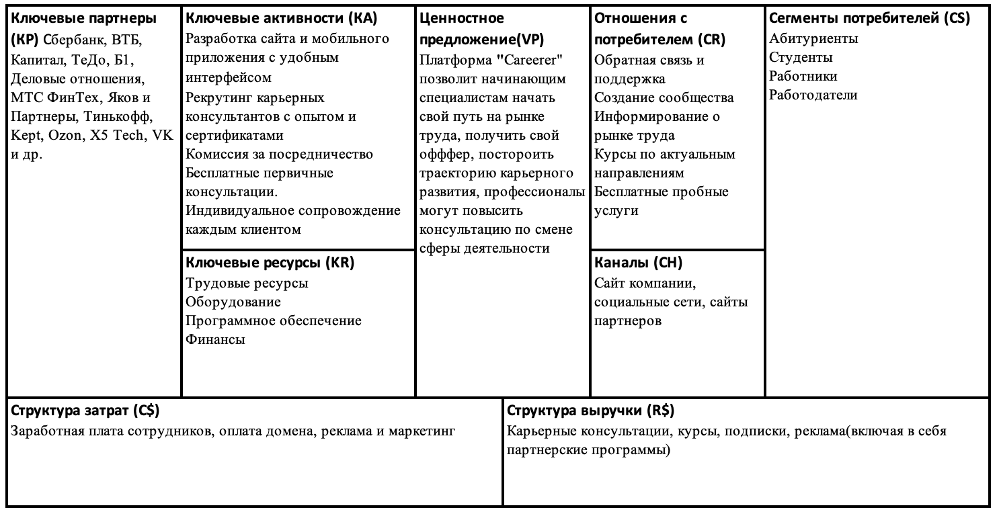 Ключевые партнеры
(KP) Сбербанк, ВТБ,
Капитал, ТеДо, Б1,
Деловые отношения,
МТС ФинТех, Яков и
Партнеры, Тинькофф,
Kept, Ozon, X5 Tech, VK
и др.
Ключевые активности (KA)
Разработка сайта и мобильного
приложения с удобным
интерфейсом
Рекрутинг карьерных
консультантов с опытом и
сертификатами
Комиссия за посредничество
Бесплатные первичные
консультации.
Индивидуальное сопровождение
каждым клиентом
Ключевые ресурсы (KR)
Трудовые ресурсы
Оборудование
Программное обеспечение
Финансы
Ценностное
предложение(VP)
Платформа "Careerer"
позволит начинающим
специалистам начать
свой путь на рынке
труда, получить свой
офффер, постороить
траекторию карьерного
развития, профессионалы
могут повысить
консультацию по смене
сферы деятельности
Отношения с
потребителем (CR)
Обратная связь и
поддержка
Создание сообщества
Информирование о
рынке труда
Курсы по актуальным
направлениям
Бесплатные пробные
услуги
Каналы (CH)
Сайт компании,
социальные сети, сайты
партнеров
Сегменты потребителей (CS)
Абитуриенты
Студенты
Работники
Работодатели
Структура затрат (C$)
Заработная плата сотрудников, оплата домена, реклама и маркетинг
Структура выручки (R$)
Карьерные консультации, курсы, подписки, реклама(включая в себя
партнерские программы)